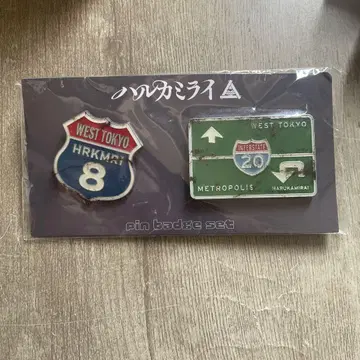 ハルカミライ
WEST TOKYO
HRKMRI
8
WEST TOKYO
INTERSTATE
20
METROPOLIS
HARUKAMIRAI
pin badge set